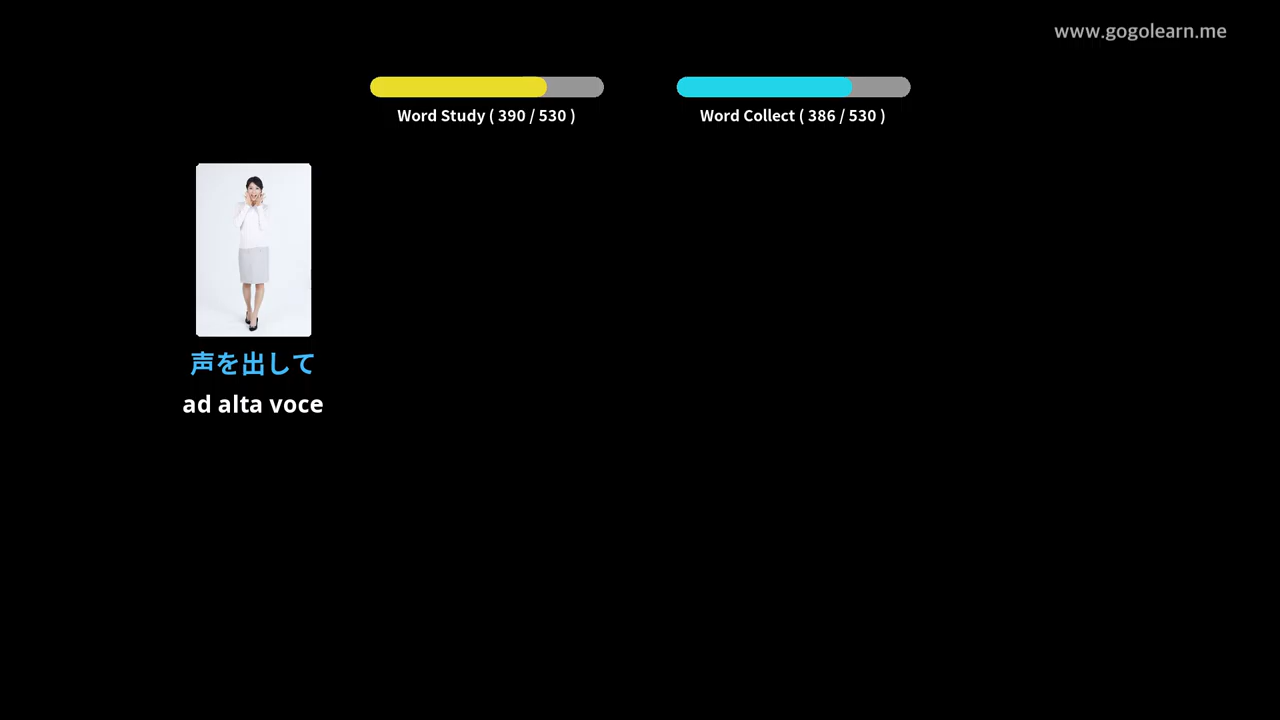 www.gogolearn.me
Word Study ( 390 / 530 )
Word Collect ( 386 / 530 )
声を出して
ad alta voce